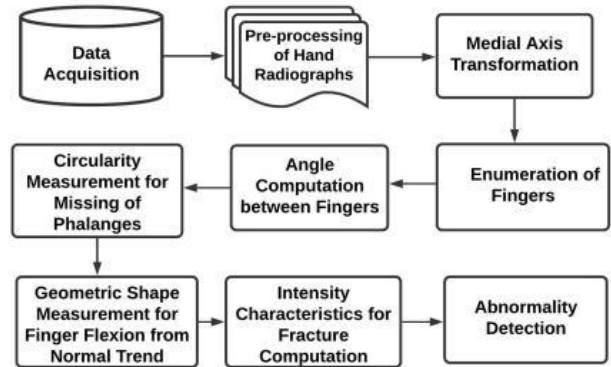 Data
Acquisition
Pre-processing
of Hand
Radiographs
Medial Axis
Transformation
Enumeration of
Fingers
Angle
Computation
between Fingers
Circularity
Measurement for
Missing of
Phalanges
Geometric Shape
Measurement for
Finger Flexion from
Normal Trend
Intensity
Characteristics for
Fracture
Computation
Abnormality
Detection